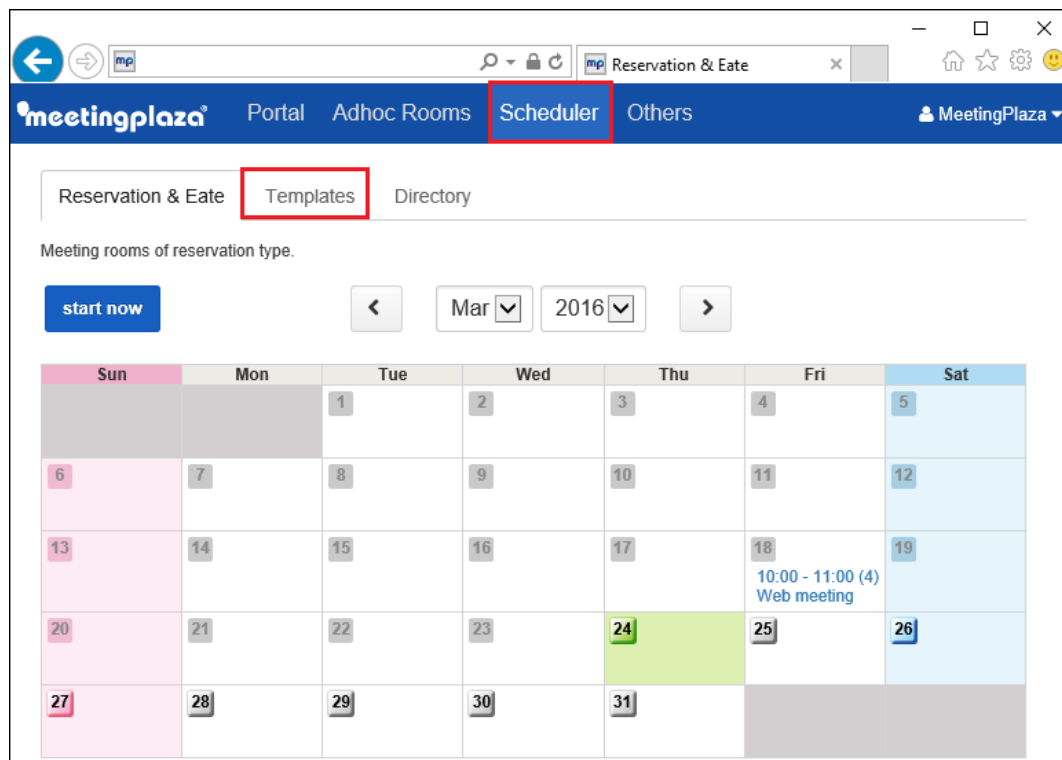 mp
mp Reservation & Eate
meetingplaza Portal Adhoc Rooms Scheduler Others MeetingPlaza
Reservation & Eate Templates Directory
Meeting rooms of reservation type.
start now Mar 2016
Sun Mon Tue Wed Thu Fri Sat
1 2 3 4 5
6 7 8 9 10 11 12
13 14 15 16 17 18 19
10:00 - 11:00 (4)
Web meeting
20 21 22 23 24 25 26
27 28 29 30 31